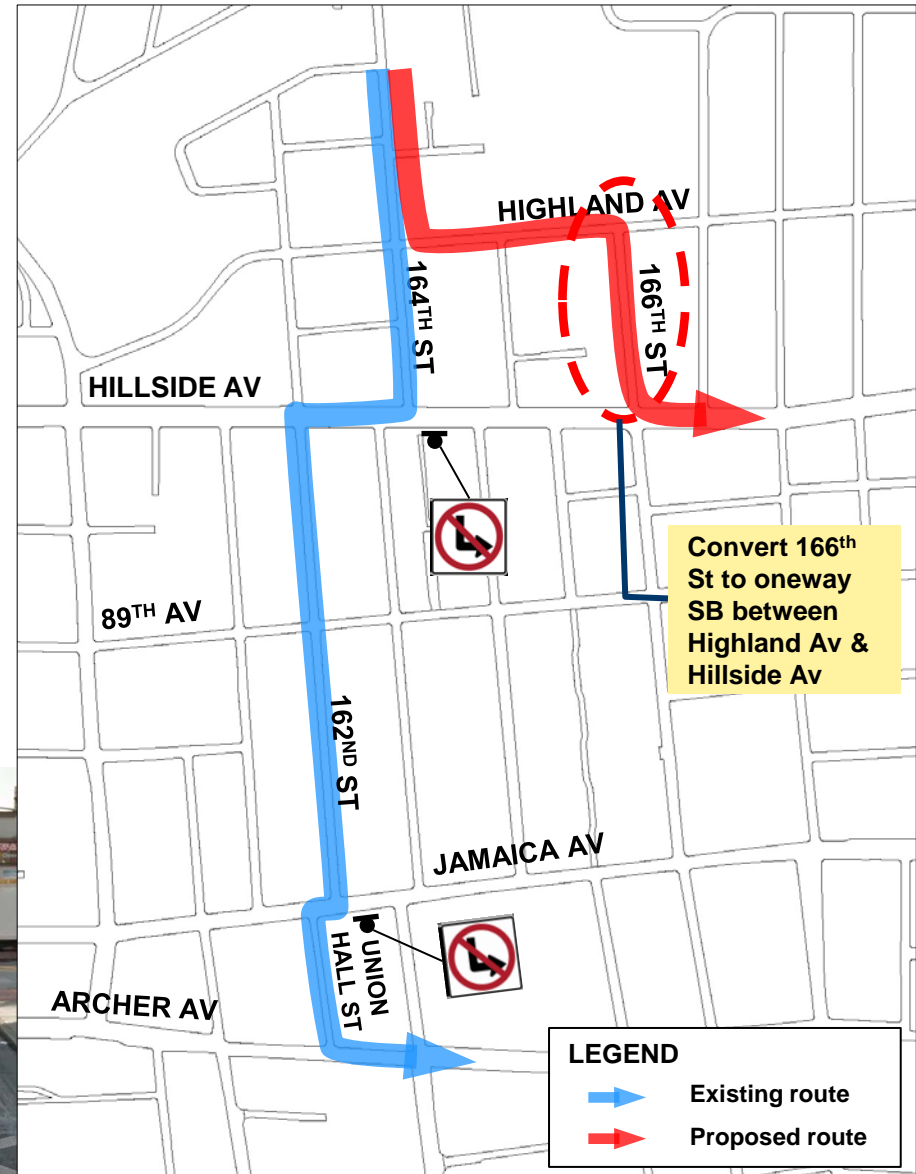 HIGHLAND AV
164TH ST
166TH ST
HILLSIDE AV
Convert 166th
St to oneway
SB between
Highland Av &
Hillside Av
89TH AV
162ND ST
JAMAICA AV
UNION
HALL ST
ARCHER AV
LEGEND
Existing route
Proposed route